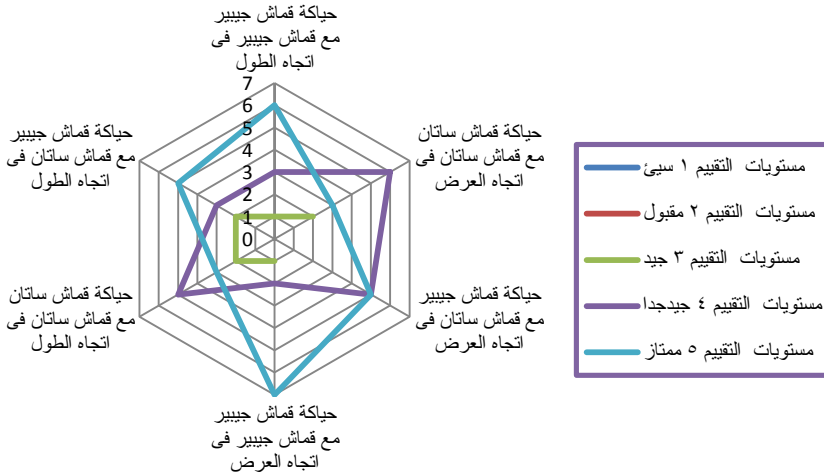 حياكة قماش جيبير
مع قماش جيبير فى
اتجاه الطول
7
6
5
4
3
2
1
0
حياكة قماش ساتان
مع قماش ساتان فى
اتجاه العرض
حياكة قماش جيبير
مع قماش ساتان فى
اتجاه العرض
حياكة قماش جيبير
مع قماش جيبير فى
اتجاه العرض
حياكة قماش ساتان
مع قماش ساتان فى
اتجاه الطول
حياكة قماش جيبير
مع قماش ساتان فى
اتجاه الطول
مستويات التقييم ١ سيئ
مستويات التقييم ٢ مقبول
مستويات التقييم ٣ جيد
مستويات التقييم ٤ جيدجدا
مستويات التقييم ٥ ممتاز